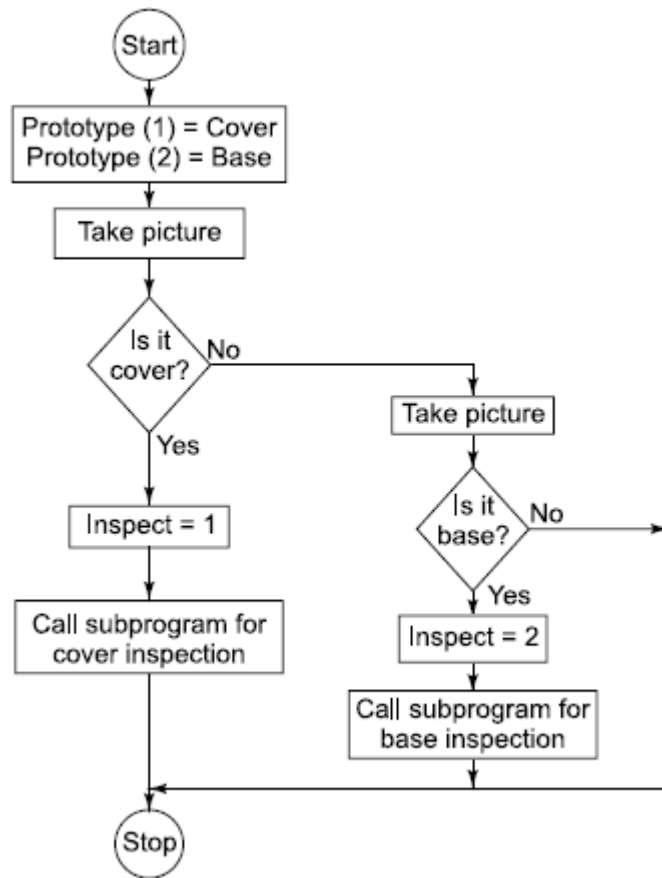 Start
Prototype (1) = Cover
Prototype (2) = Base
Take picture
Is it
cover?
No
Yes
Take picture
Is it
base?
No
Yes
Inspect = 1
Inspect = 2
Call subprogram for
cover inspection
Call subprogram for
base inspection
Stop